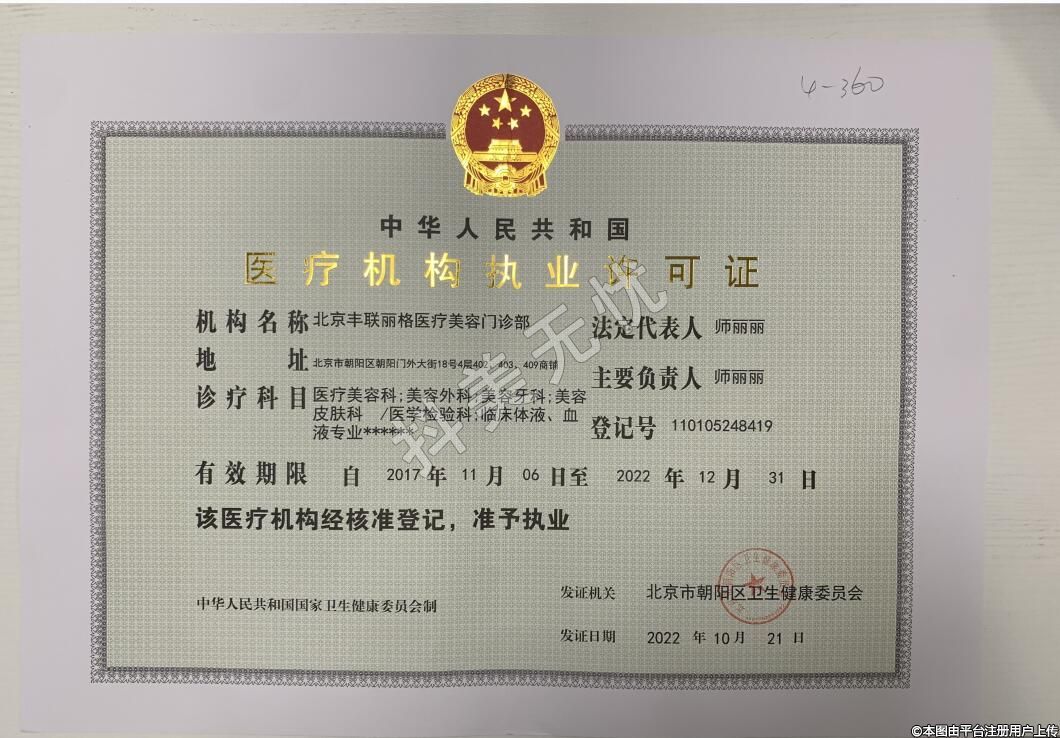 4-360
中华人民共和国
医疗机构执业许可证
机构名称 北京丰联丽格医疗美容门诊部
法定代表人 师丽丽
地址 北京市朝阳区朝阳门外大街18号4层402、403、409商铺
主要负责人 师丽丽
诊疗科目 医疗美容科;美容外科;美容牙科;美容
皮肤科 /医学检验科;临床体液、血
液专业******
登记号 110105248419
有效期限 自 2017 年 11 月 06 日至 2022 年 12 月 31 日
该医疗机构经核准登记，准予执业
发证机关 北京市朝阳区卫生健康委员会
中华人民共和国国家卫生健康委员会制
发证日期 2022 年 10 月 21 日
抖美无忧
©本图由平台注册用户上传